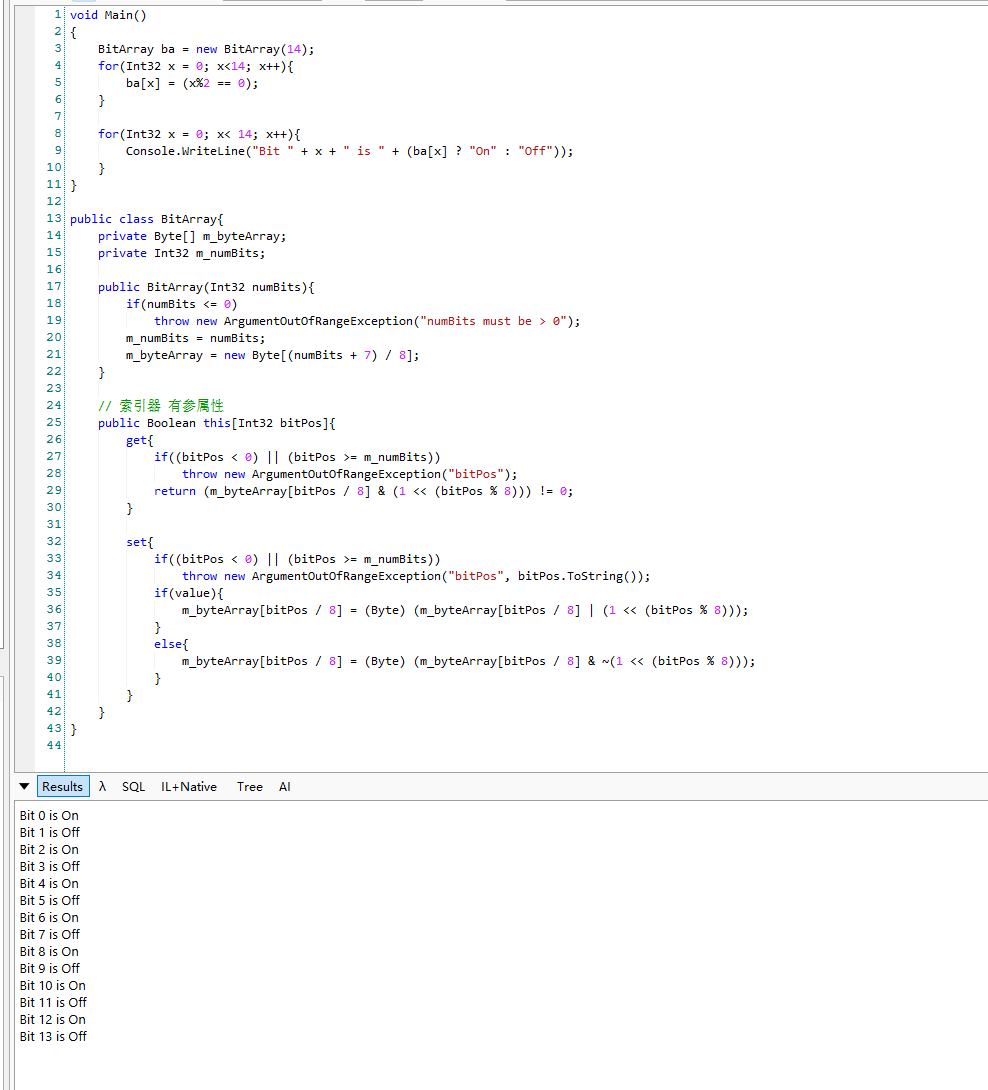 1 void Main()
2 {
3     BitArray ba = new BitArray(14);
4     for(Int32 x = 0; x<14; x++){
5         ba[x] = (x%2 == 0);
6     }
7
8     for(Int32 x = 0; x< 14; x++){
9         Console.WriteLine("Bit " + x + " is " + (ba[x] ? "On" : "Off"));
10     }
11 }
12
13 public class BitArray{
14     private Byte[] m_byteArray;
15     private Int32 m_numBits;
16
17     public BitArray(Int32 numBits){
18         if(numBits <= 0)
19             throw new ArgumentOutOfRangeException("numBits must be > 0");
20         m_numBits = numBits;
21         m_byteArray = new Byte[(numBits + 7) / 8];
22     }
23
24     // 索引器 有参属性
25     public Boolean this[Int32 bitPos]{
26         get{
27             if((bitPos < 0) || (bitPos >= m_numBits))
28                 throw new ArgumentOutOfRangeException("bitPos");
29             return (m_byteArray[bitPos / 8] & (1 << (bitPos % 8))) != 0;
30         }
31
32         set{
33             if((bitPos < 0) || (bitPos >= m_numBits))
34                 throw new ArgumentOutOfRangeException("bitPos", bitPos.ToString());
35             if(value){
36                 m_byteArray[bitPos / 8] = (Byte) (m_byteArray[bitPos / 8] | (1 << (bitPos % 8)));
37             }
38             else{
39                 m_byteArray[bitPos / 8] = (Byte) (m_byteArray[bitPos / 8] & ~(1 << (bitPos % 8)));
40             }
41         }
42     }
43 }
44
Results λ SQL IL+Native Tree AI
Bit 0 is On
Bit 1 is Off
Bit 2 is On
Bit 3 is Off
Bit 4 is On
Bit 5 is Off
Bit 6 is On
Bit 7 is Off
Bit 8 is On
Bit 9 is Off
Bit 10 is On
Bit 11 is Off
Bit 12 is On
Bit 13 is Off